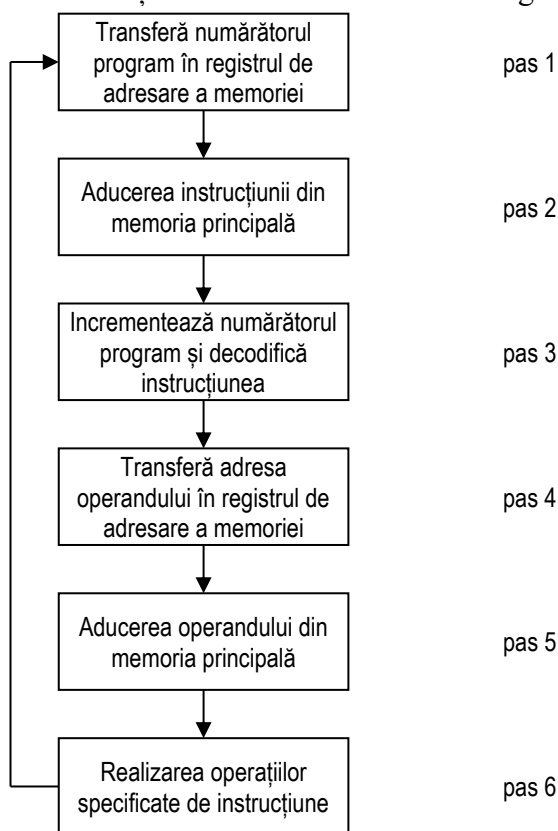 Transferă numărătorul
program în registrul de
adresare a memoriei
pas 1
Aducerea instrucțiunii din
memoria principală
pas 2
Incrementează numărătorul
program și decodifică
instrucțiunea
pas 3
Transferă adresa
operandului în registrul de
adresare a memoriei
pas 4
Aducerea operandului din
memoria principală
pas 5
Realizarea operațiilor
specificate de instrucțiune
pas 6